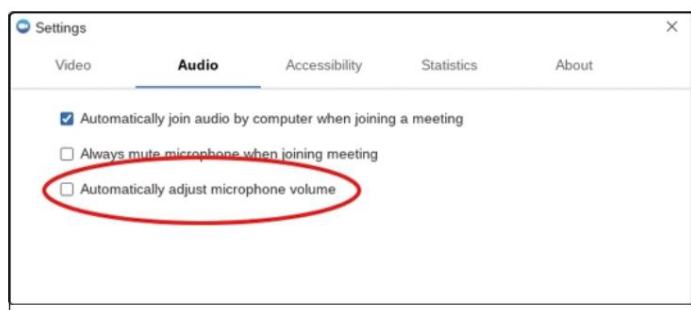 Settings
Video Audio Accessibility Statistics About
Automatically join audio by computer when joining a meeting
Always mute microphone when joining meeting
Automatically adjust microphone volume